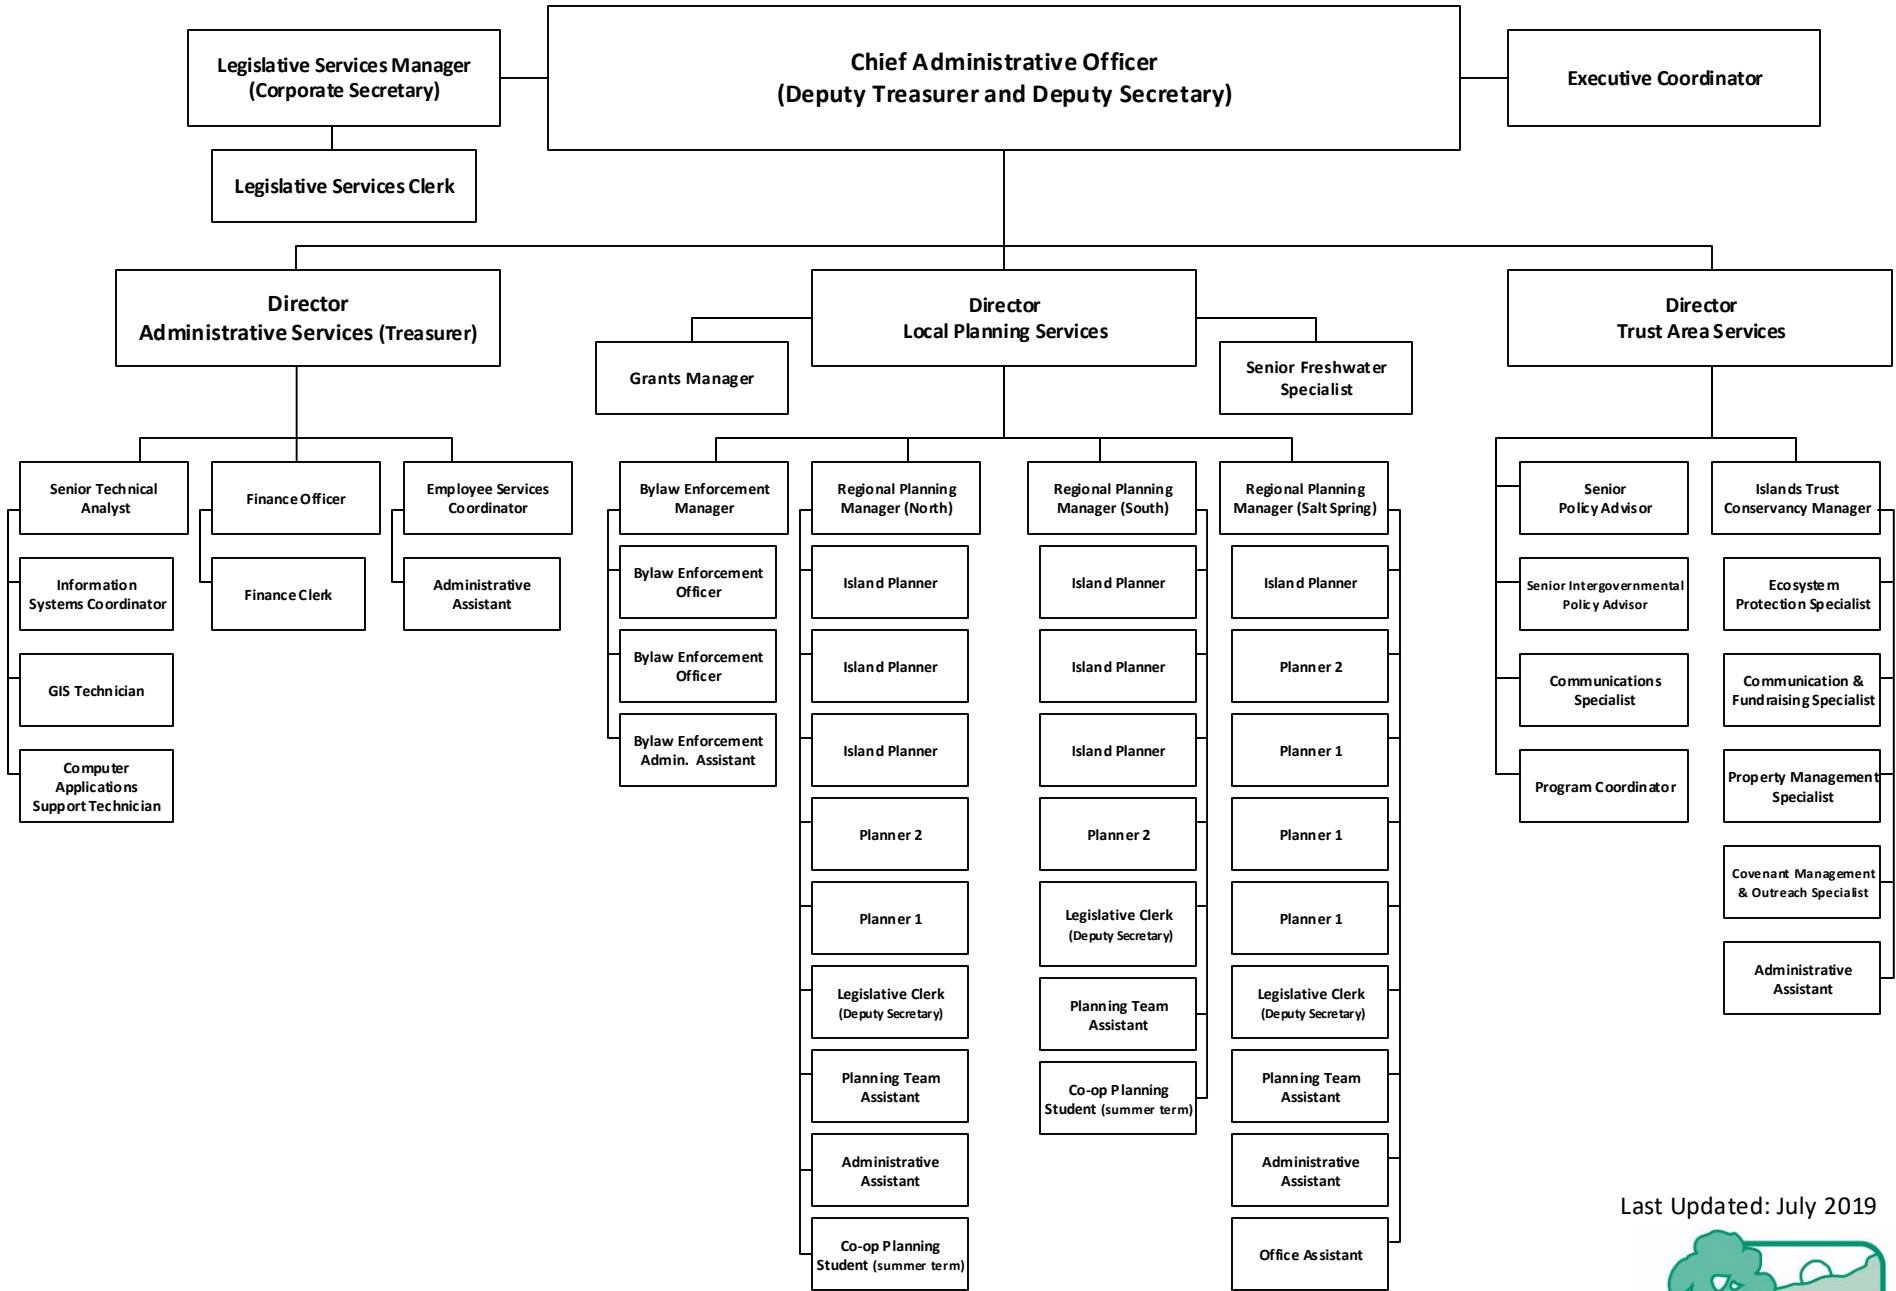 Legislative Services Manager
(Corporate Secretary)
Chief Administrative Officer
(Deputy Treasurer and Deputy Secretary)
Executive Coordinator
Legislative Services Clerk
Director
Administrative Services (Treasurer)
Director
Local Planning Services
Director
Trust Area Services
Grants Manager
Senior Freshwater
Specialist
Senior Technical
Analyst
Information
Systems Coordinator
GIS Technician
Computer
Applications
Support Technician
Finance Officer
Finance Clerk
Employee Services
Coordinator
Administrative
Assistant
Bylaw Enforcement
Manager
Bylaw Enforcement
Officer
Bylaw Enforcement
Officer
Bylaw Enforcement
Admin. Assistant
Regional Planning
Manager (North)
Island Planner
Island Planner
Island Planner
Planner 2
Planner 1
Legislative Clerk
(Deputy Secretary)
Planning Team
Assistant
Administrative
Assistant
Co-op Planning
Student (summer term)
Regional Planning
Manager (South)
Island Planner
Island Planner
Island Planner
Planner 2
Legislative Clerk
(Deputy Secretary)
Planning Team
Assistant
Co-op Planning
Student (summer term)
Regional Planning
Manager (Salt Spring)
Island Planner
Planner 2
Planner 1
Planner 1
Planner 1
Legislative Clerk
(Deputy Secretary)
Planning Team
Assistant
Administrative
Assistant
Office Assistant
Senior
Policy Advisor
Senior Intergovernmental
Policy Advisor
Communications
Specialist
Program Coordinator
Islands Trust
Conservancy Manager
Ecosystem
Protection Specialist
Communication &
Fundraising Specialist
Property Management
Specialist
Covenant Management
& Outreach Specialist
Administrative
Assistant
Last Updated: July 2019